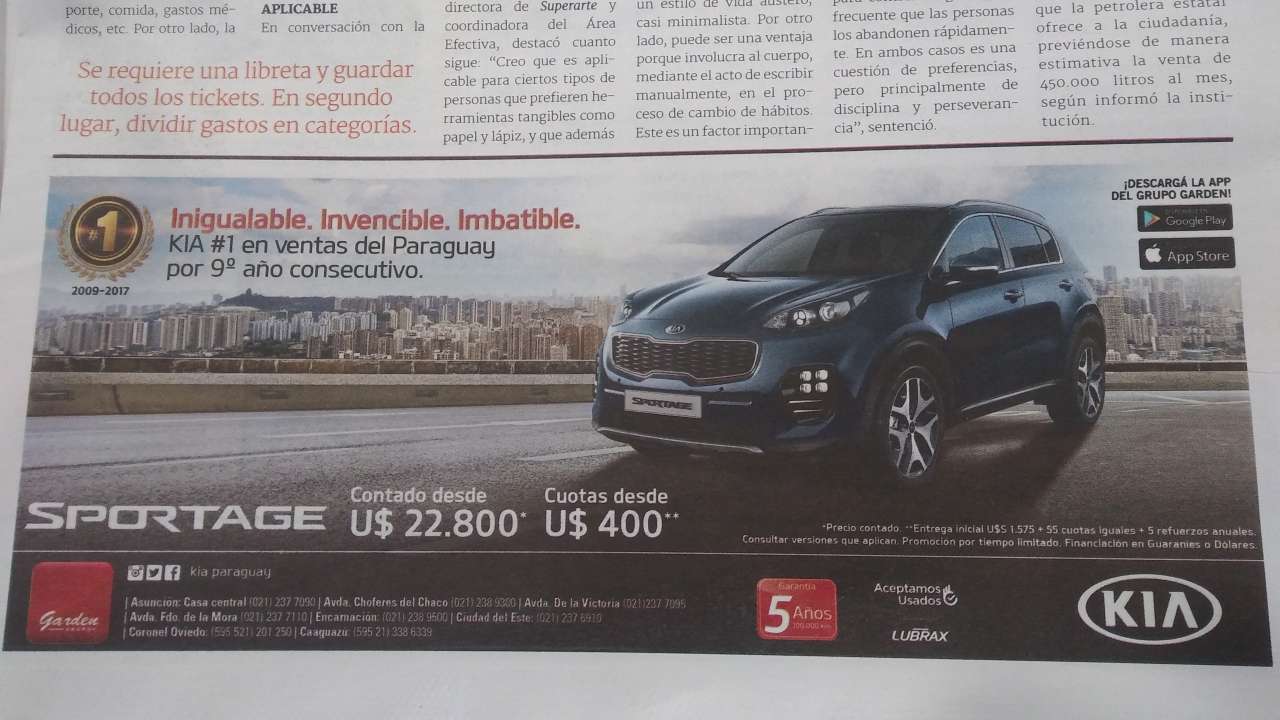 porte, comida, gastos mé-
dicos, etc. Por otro lado, la
Se requiere una libreta y guardar
todos los tickets. En segundo
lugar, dividir gastos en categorías.
APLICABLE
En conversación con la
directora de Superarte y
coordinadora del Área
Efectiva, destacó cuanto
sigue: “Creo que es apli-
cable para ciertos tipos de
personas que prefieren he-
rramientas tangibles como
papel y lápiz, y que además
un estilo de vida austero,
casi minimalista. Por otro
lado, puede ser una ventaja
porque involucra al cuerpo,
mediante el acto de escribir
manualmente, en el pro-
ceso de cambio de hábitos.
Este es un factor importan-
frecuente que las personas
los abandonen rápidamen-
te. En ambos casos es una
cuestión de preferencias,
pero principalmente de
disciplina y perseveran-
cia”, sentenció.
que la petrolera estatal
ofrece a la ciudadanía,
previéndose de manera
estimativa la venta de
450.000 litros al mes,
según informó la insti-
tución.
#1
2009-2017
Inigualable. Invencible. Imbatible.
KIA #1 en ventas del Paraguay
por 9º año consecutivo.
¡DESCARGÁ LA APP
DEL GRUPO GARDEN!
Google Play
App Store
KIA
SPORTAGE
SPORTAGE
Contado desde
U$ 22.800*
Cuotas desde
U$ 400**
*Precio contado. **Entrega inicial U$S 1.575 + 55 cuotas iguales + 5 refuerzos anuales.
Consultar versiones que aplican. Promoción por tiempo limitado. Financiación en Guaraníes o Dólares.
Garden
kia paraguay
| Asunción: Casa central (021) 237 7090 | Avda. Choferes del Chaco (021) 238 9300 | Avda. De la Victoria (021)237 7095
| Avda. Fdo. de la Mora (021) 237 7110 | Encarnación: (021) 238 9500 | Ciudad del Este: (021) 237 6910
| Coronel Oviedo: (595 521) 201 250 | Caaguazú: (595 21) 338 6339
Garantía
5 Años
100.000 km
Aceptamos
Usados
LUBRAX
KIA